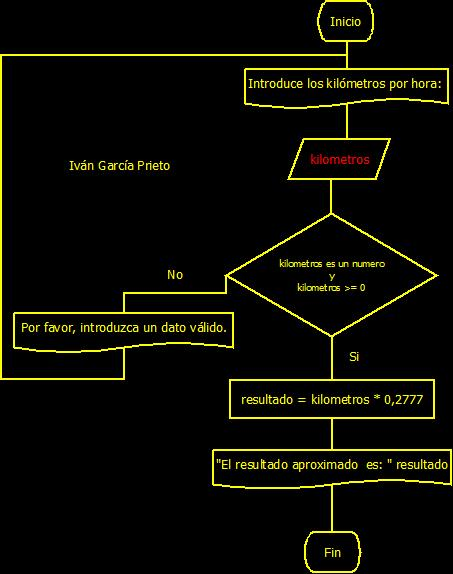 Inicio
Introduce los kilómetros por hora:
kilometros
Iván García Prieto
kilometros es un numero
y
kilometros >= 0
No
Por favor, introduzca un dato válido.
Si
resultado = kilometros * 0,2777
"El resultado aproximado es: " resultado
Fin